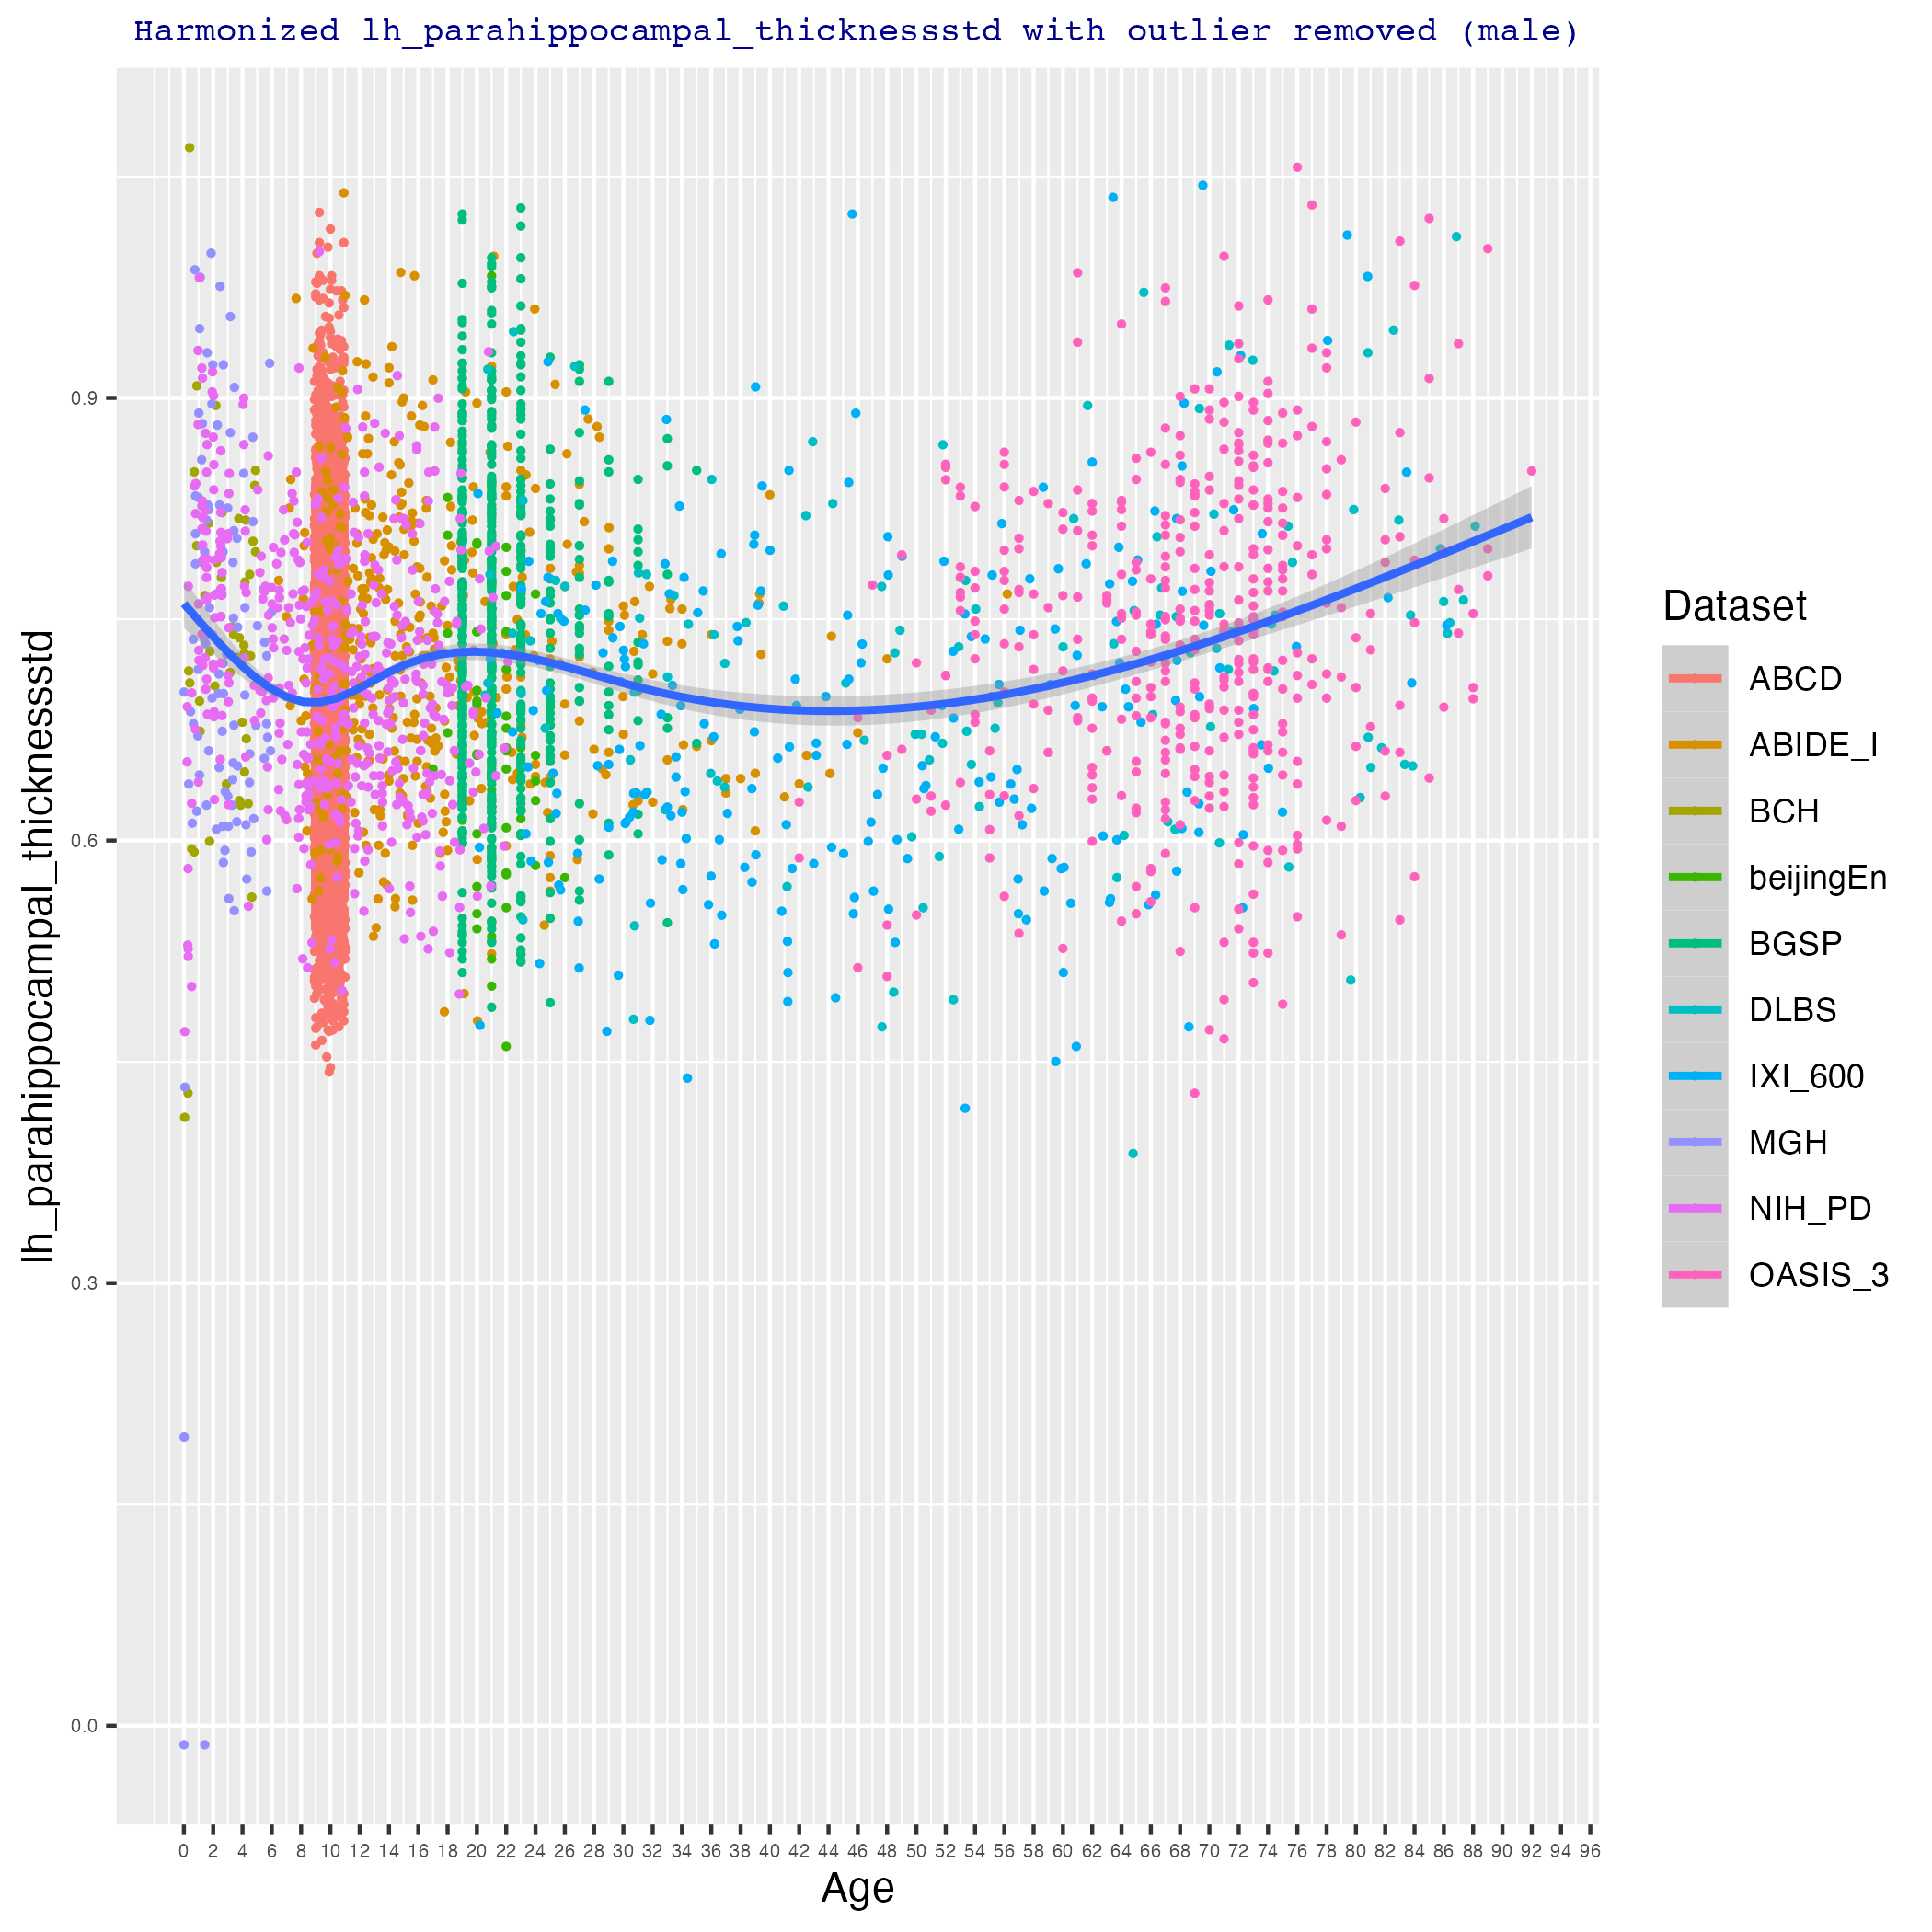 Harmonized lh_parahippocampal_thicknessstd with outlier removed (male)
lh_parahippocampal_thicknessstd
0.9
0.6
0.3
0.0
0 2 4 6 8 10 12 14 16 18 20 22 24 26 28 30 32 34 36 38 40 42 44 46 48 50 52 54 56 58 60 62 64 66 68 70 72 74 76 78 80 82 84 86 88 90 92 94 96
Age
Dataset
ABCD
ABIDE_I
BCH
beijingEn
BGSP
DLBS
IXI_600
MGH
NIH_PD
OASIS_3